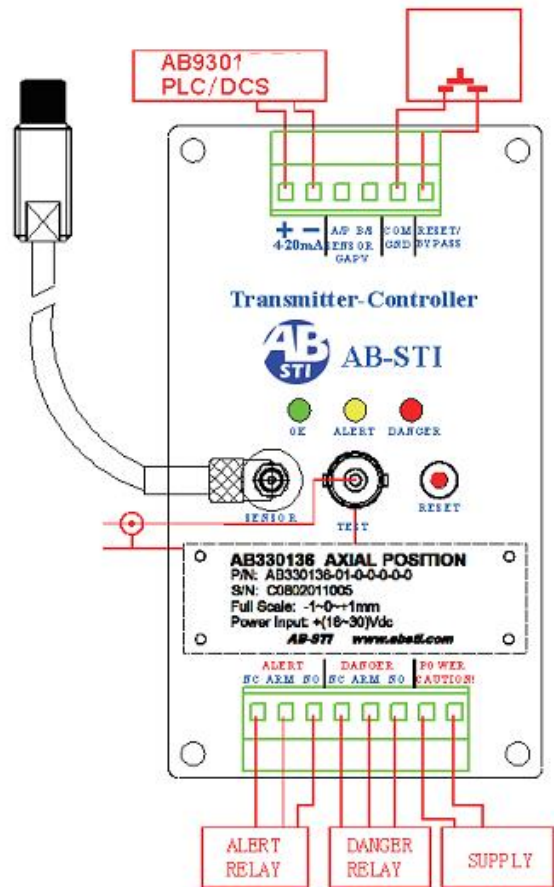 AB9301
PLC/DCS
+ -
4-20mA
A/P B/N
SENSOR
GAPV
COM
GND
RESET/
BYPASS
Transmitter-Controller
AB
STI
AB-STI
OK ALERT DANGER
SENSOR
TEST
RESET
AB330136 AXIAL POSITION
P/N: AB330136-01-0-0-0-0-0
S/N: C0802011005
Full Scale: -1~0~+1mm
Power Input: +(18~30)Vdc
AB-STI www.absti.com
ALERT DANGER POWER
NC ARM NO NC ARM NO CAUTION!
ALERT
RELAY
DANGER
RELAY
SUPPLY